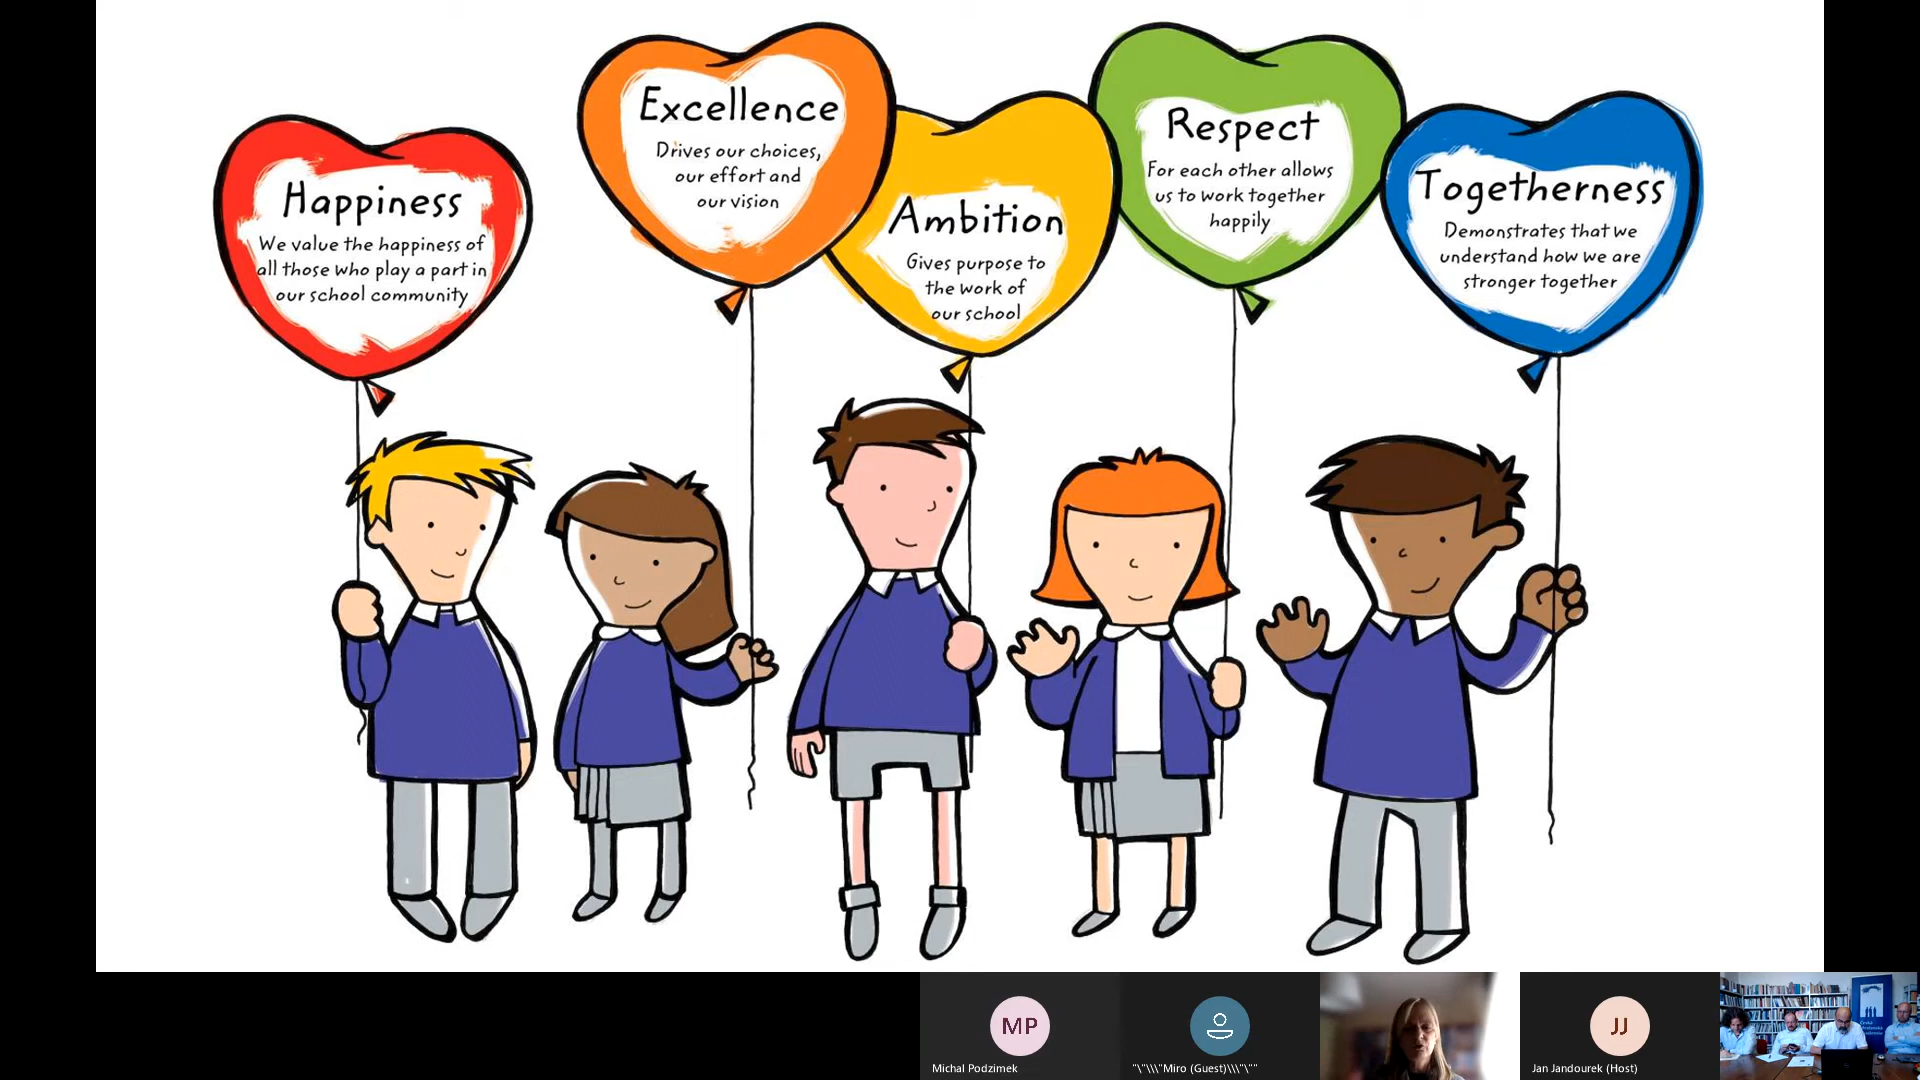 Happiness
We value the happiness of
all those who play a part in
our school community
Excellence
Drives our choices,
our effort and
our vision
Ambition
Gives purpose to
the work of
our school
Respect
For each other allows
us to work together
happily
Togetherness
Demonstrates that we
understand how we are
stronger together
MP
Michal Podzimek
"\"\\\"Miro (Guest)\\\"\""
JJ
Jan Jandourek (Host)